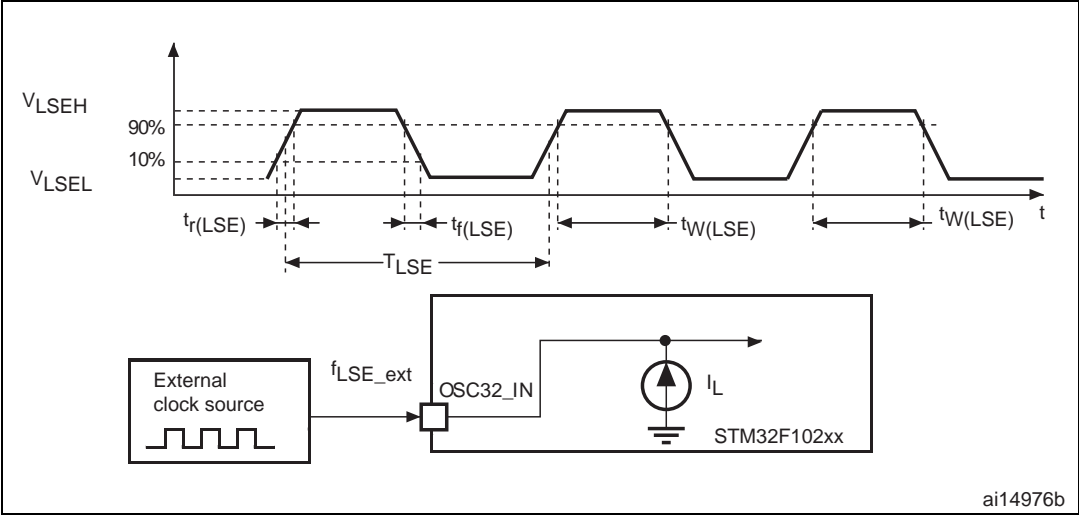 VLSEH
90%
10%
VLSEL
tr(LSE)
tf(LSE)
tW(LSE)
tW(LSE)
t
TLSE
External
clock source
fLSE_ext
OSC32_IN
IL
STM32F102xx
ai14976b